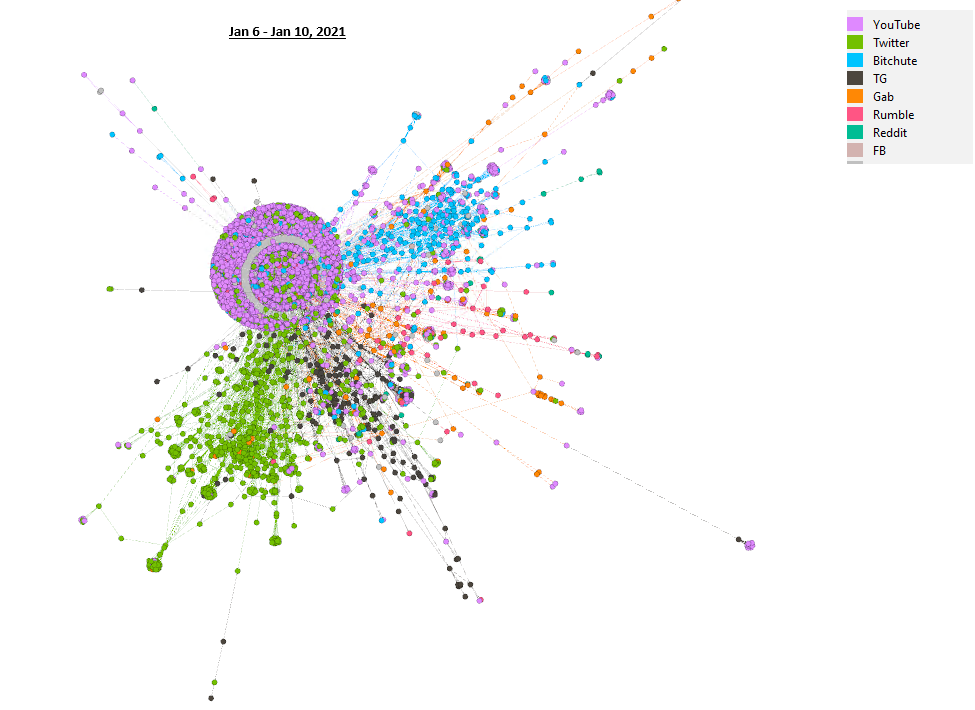 Jan 6 - Jan 10, 2021
YouTube
Twitter
Bitchute
TG
Gab
Rumble
Reddit
FB